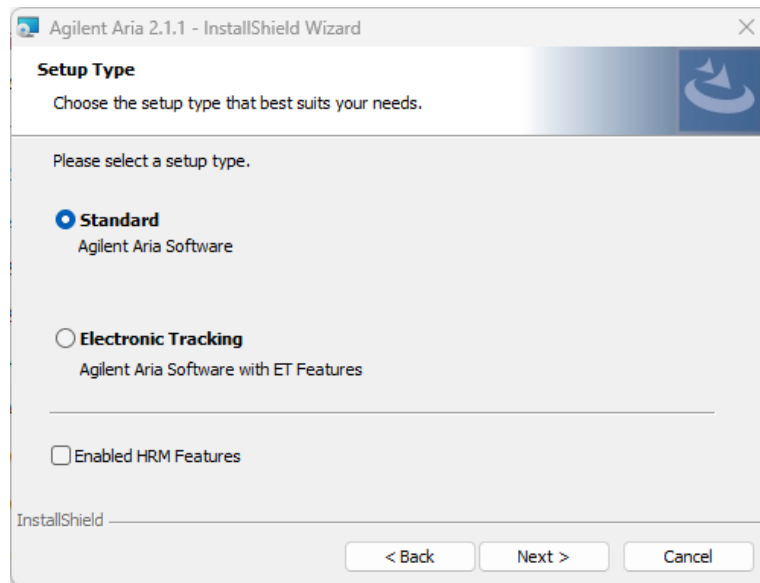 Agilent Aria 2.1.1 - InstallShield Wizard
Setup Type
Choose the setup type that best suits your needs.
Please select a setup type.
Standard
Agilent Aria Software
Electronic Tracking
Agilent Aria Software with ET Features
Enabled HRM Features
InstallShield
< Back Next > Cancel